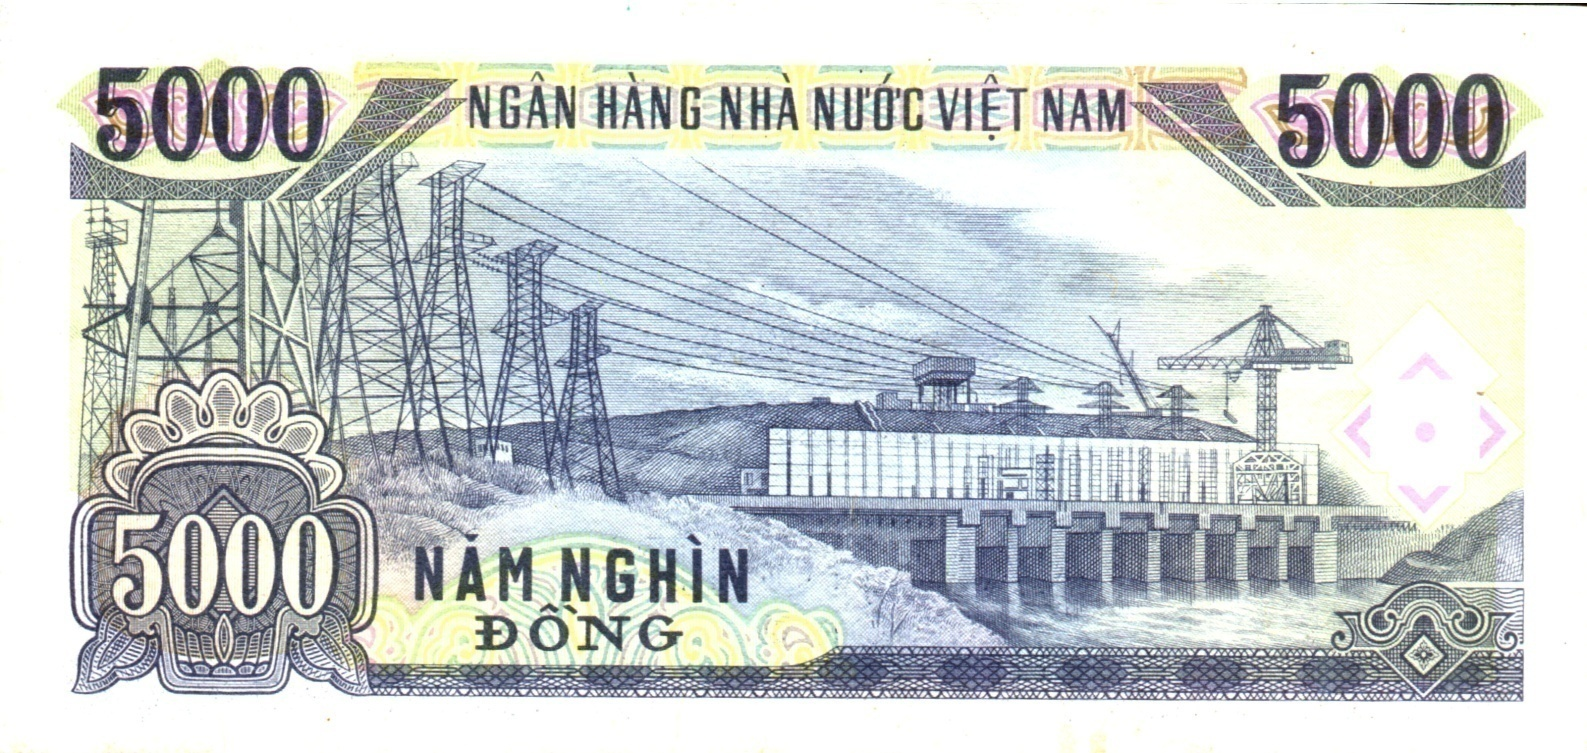 5000 NGÂN HÀNG NHÀ NƯỚC VIỆT NAM 5000
5000
NĂM NGHÌN
ĐỒNG